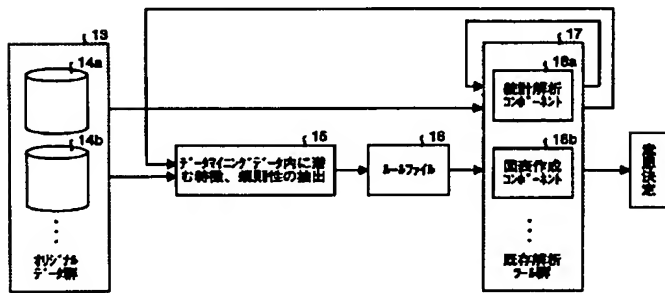 13
14a
14b
オリジナル
データ群
15
データマイニングデータ内に潜
む特徴、規則性の抽出
16
ルールファイル
17
18a
統計解析
コンポーネント
18b
図表作成
コンポーネント
既存解析
ツール群
意思決定